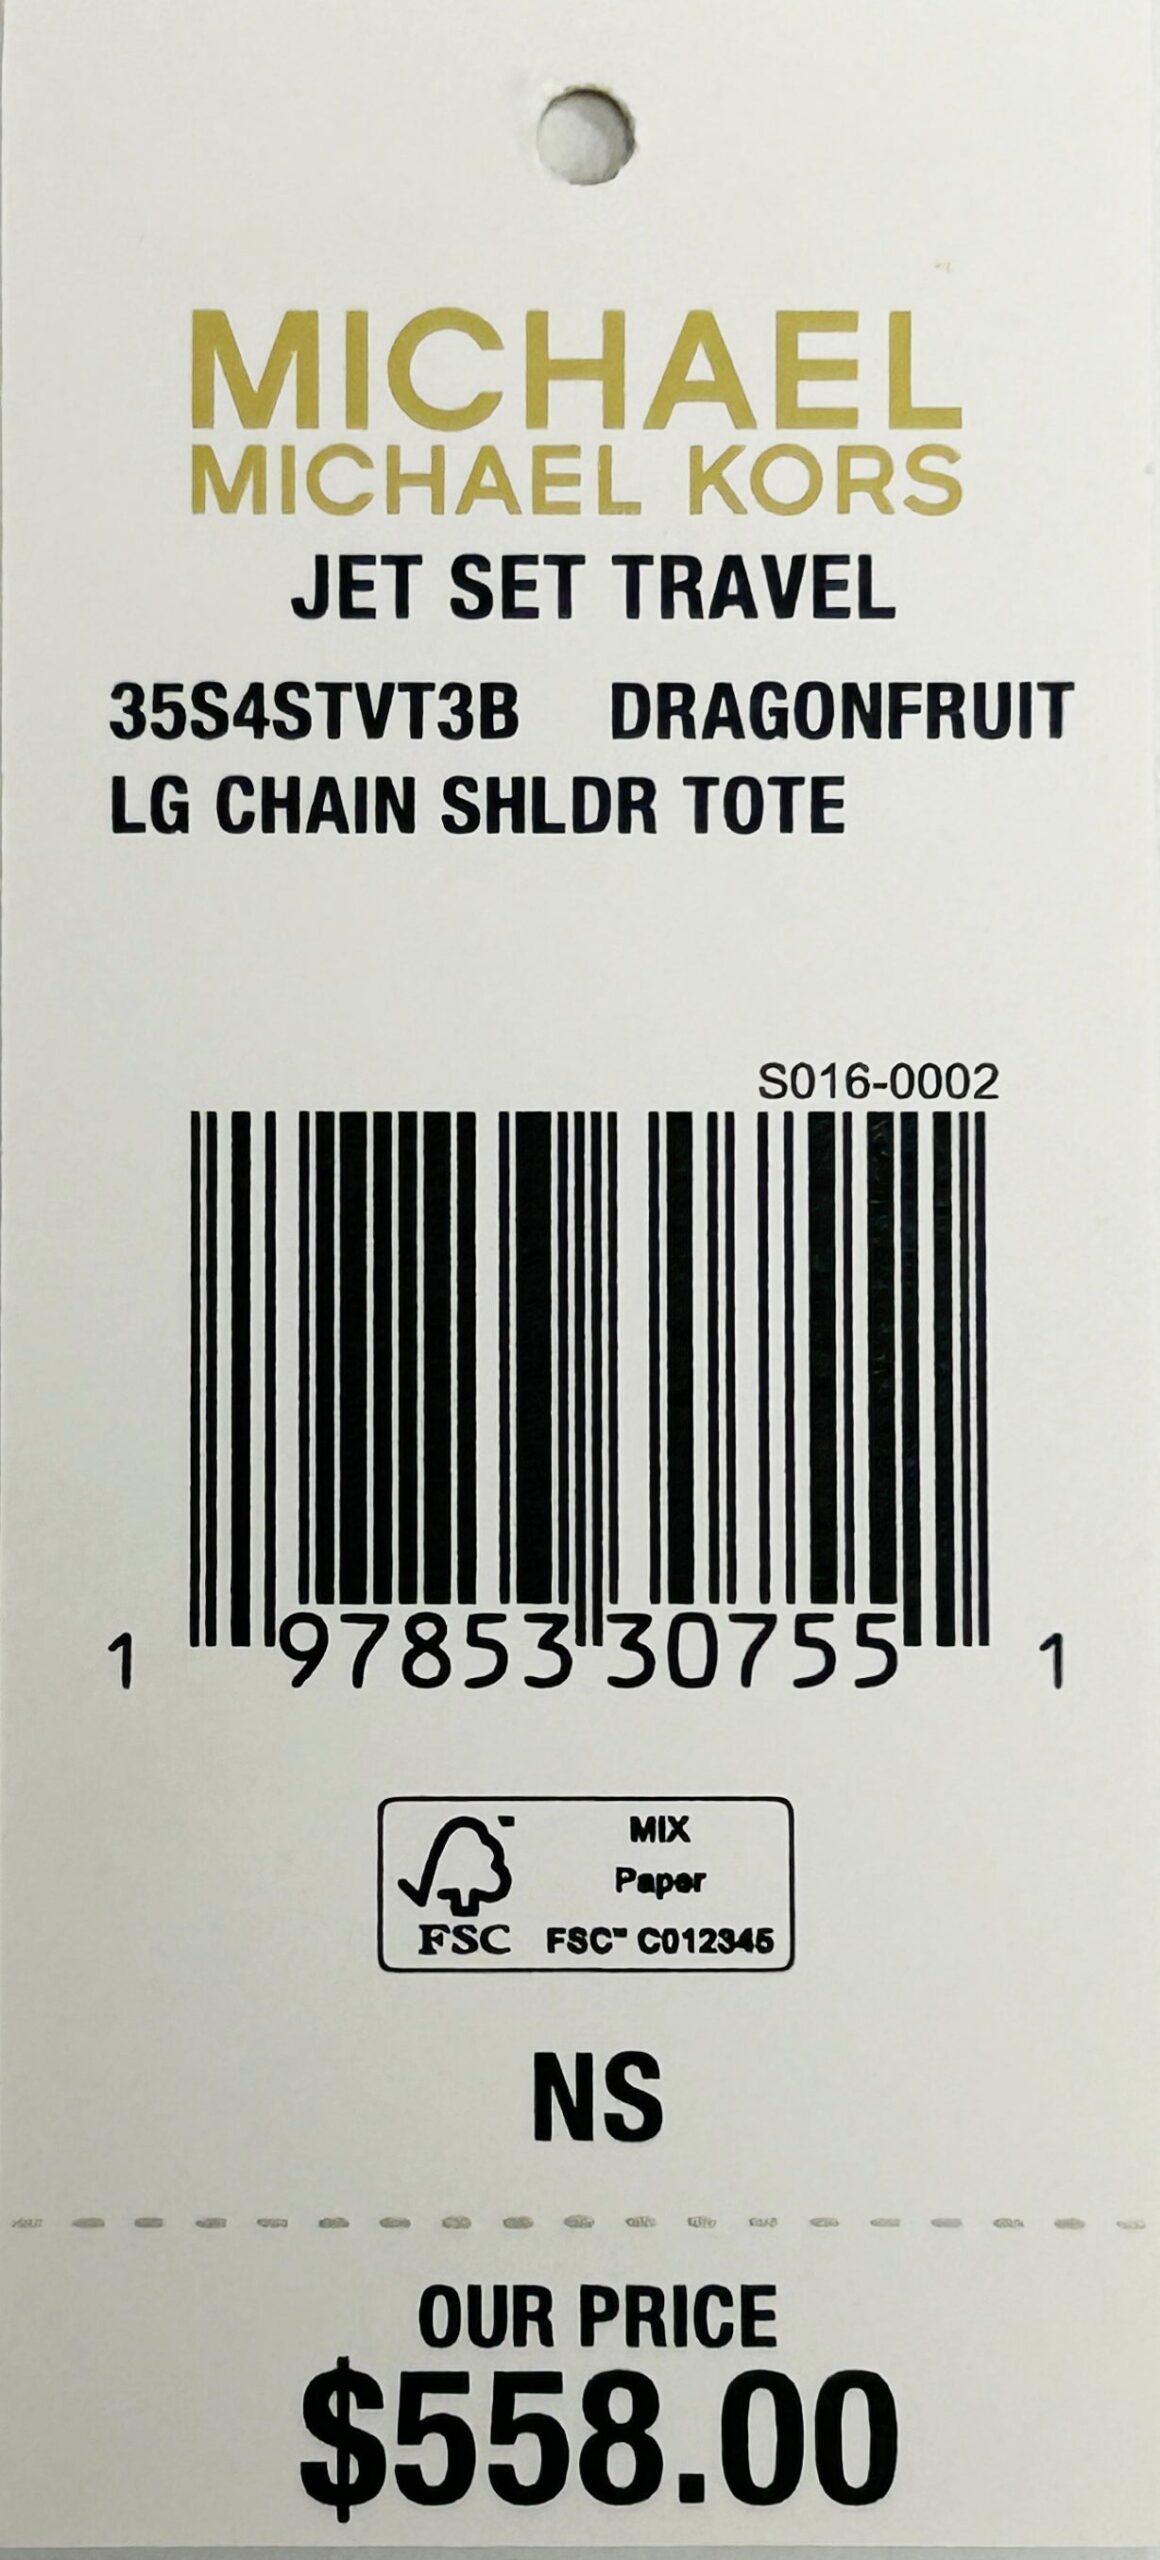 MICHAEL
MICHAEL KORS
JET SET TRAVEL
35S4STVT3B DRAGONFRUIT
LG CHAIN SHLDR TOTE
S016-0002
1 97853 30755 1
FSC
MIX
Paper
FSC™ C012345
NS
OUR PRICE
$558.00